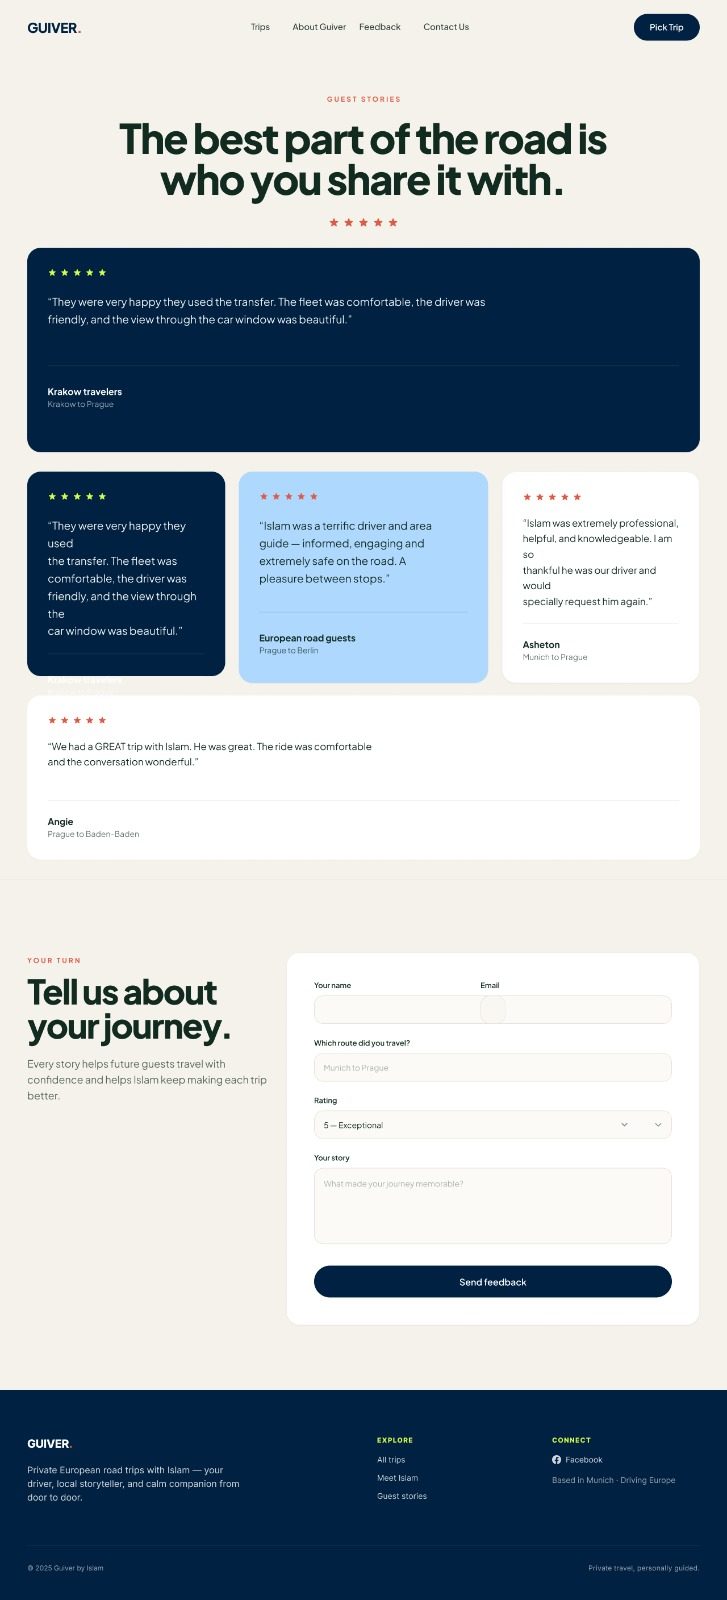 GUIVER.
Trips
About Guiver
Feedback
Contact Us
Pick Trip
GUEST STORIES
The best part of the road is
who you share it with.
“They were very happy they used the transfer. The fleet was comfortable, the driver was
friendly, and the view through the car window was beautiful.”
Krakow travelers
Krakow to Prague
“They were very happy they
used
the transfer. The fleet was
comfortable, the driver was
friendly, and the view through
the
car window was beautiful.”
Krakow travelers
“Islam was a terrific driver and area
guide — informed, engaging and
extremely safe on the road. A
pleasure between stops.”
European road guests
Prague to Berlin
“Islam was extremely professional,
helpful, and knowledgeable. I am
so
thankful he was our driver and
would
specially request him again.”
Asheton
Munich to Prague
“We had a GREAT trip with Islam. He was great. The ride was comfortable
and the conversation wonderful.”
Angie
Prague to Baden-Baden
YOUR TURN
Tell us about
your journey.
Every story helps future guests travel with
confidence and helps Islam keep making each trip
better.
Your name
Email
Which route did you travel?
Munich to Prague
Rating
5 — Exceptional
Your story
What made your journey memorable?
Send feedback
GUIVER.
Private European road trips with Islam — your
driver, local storyteller, and calm companion from
door to door.
EXPLORE
All trips
Meet Islam
Guest stories
CONNECT
Facebook
Based in Munich · Driving Europe
© 2025 Guiver by Islam
Private travel, personally guided.